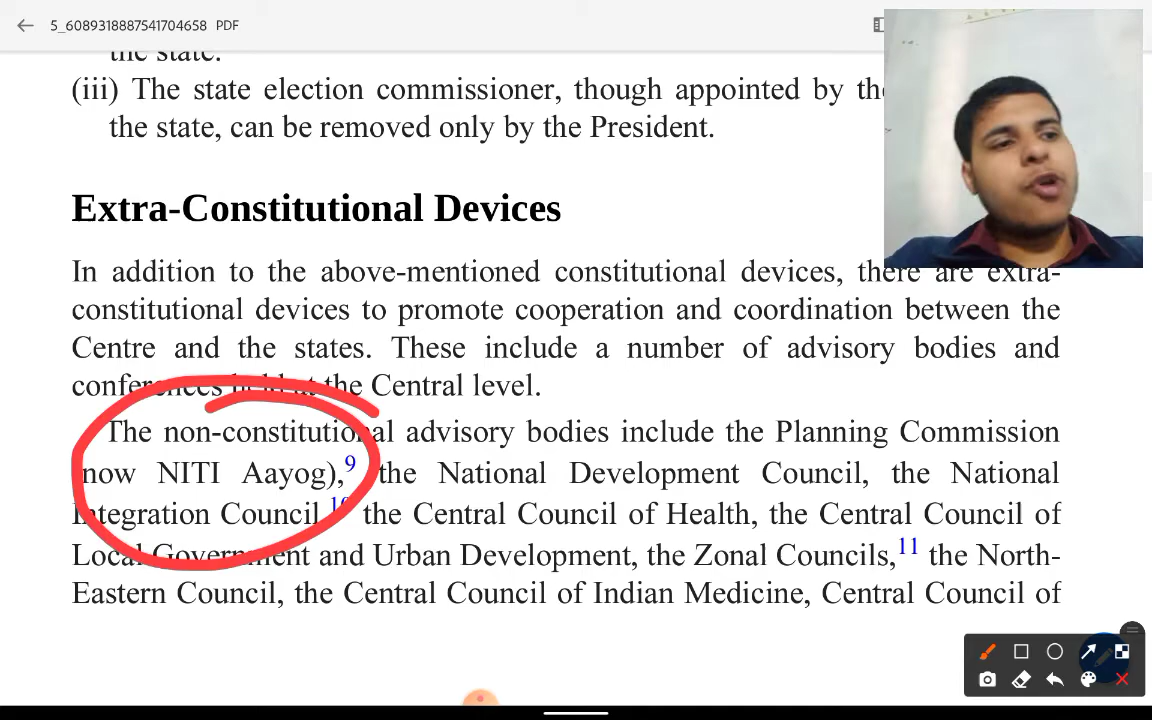 5_6089318887541704658 PDF
the state.
(iii) The state election commissioner, though appointed by
the state, can be removed only by the President.
Extra-Constitutional Devices
In addition to the above-mentioned constitutional devices, there are extra-
constitutional devices to promote cooperation and coordination between the
Centre and the states. These include a number of advisory bodies and
conferences held at the Central level.
The non-constitutional advisory bodies include the Planning Commission
now NITI Aayog),9 the National Development Council, the National
Integration Council,10 the Central Council of Health, the Central Council of
Local Government and Urban Development, the Zonal Councils,11 the North-
Eastern Council, the Central Council of Indian Medicine, Central Council of